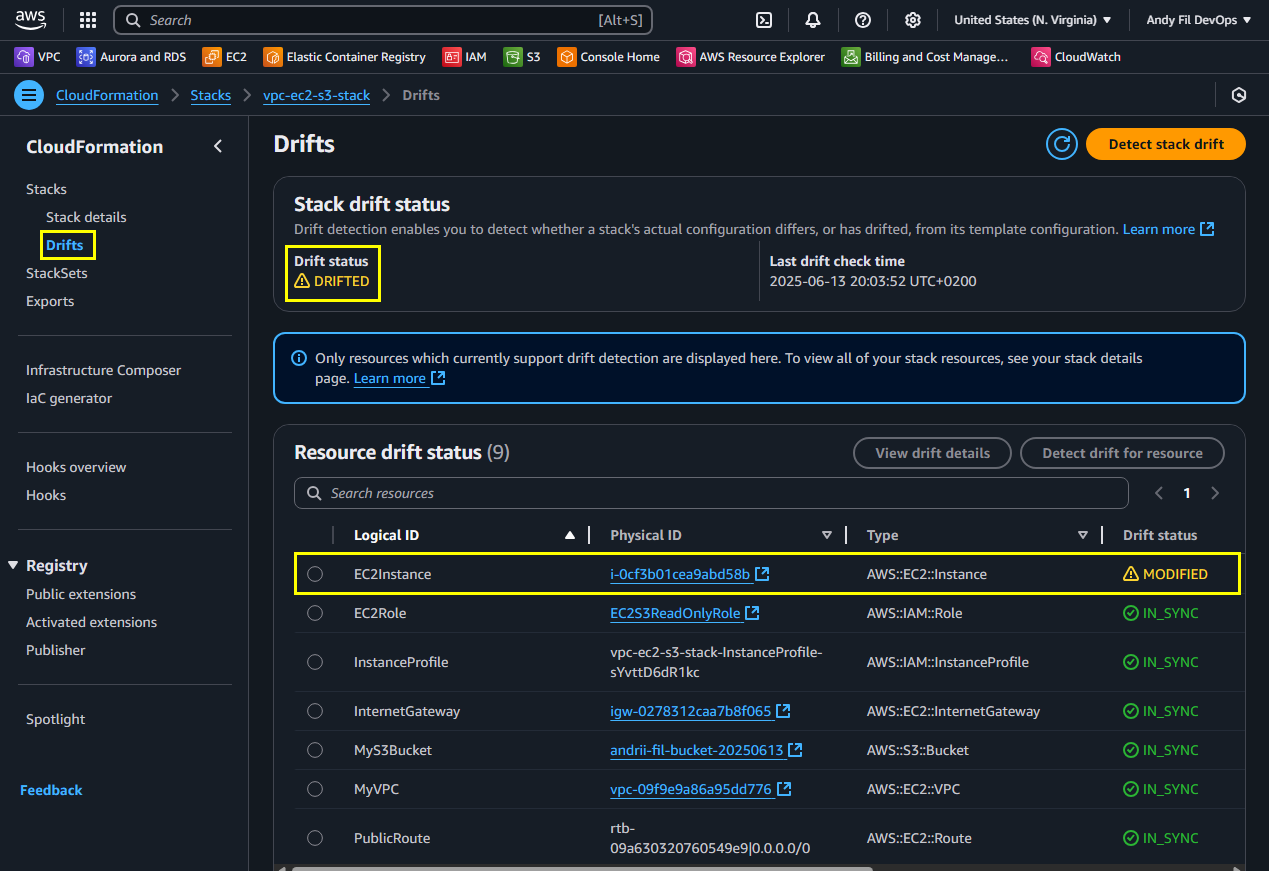 aws
Search [Alt+S] United States (N. Virginia) Andy Fil DevOps
VPC Aurora and RDS EC2 Elastic Container Registry IAM S3 Console Home AWS Resource Explorer Billing and Cost Manage... CloudWatch
CloudFormation Stacks vpc-ec2-s3-stack Drifts
CloudFormation
Stacks
Stack details
Drifts
StackSets
Exports
Infrastructure Composer
IaC generator
Hooks overview
Hooks
Registry
Public extensions
Activated extensions
Publisher
Spotlight
Feedback
Drifts
Detect stack drift
Stack drift status
Drift detection enables you to detect whether a stack's actual configuration differs, or has drifted, from its template configuration. Learn more
Drift status
DRIFTED
Last drift check time
2025-06-13 20:03:52 UTC+0200
Only resources which currently support drift detection are displayed here. To view all of your stack resources, see your stack details
page. Learn more
Resource drift status (9)
View drift details
Detect drift for resource
Search resources
1
Logical ID Physical ID Type Drift status
EC2Instance i-0cf3b01cea9abd58b AWS::EC2::Instance MODIFIED
EC2Role EC2S3ReadOnlyRole AWS::IAM::Role IN_SYNC
InstanceProfile vpc-ec2-s3-stack-InstanceProfile- AWS::IAM::InstanceProfile IN_SYNC
sYvttD6dR1kc
InternetGateway igw-0278312caa7b8f065 AWS::EC2::InternetGateway IN_SYNC
MyS3Bucket andrii-fil-bucket-20250613 AWS::S3::Bucket IN_SYNC
MyVPC vpc-09f9e9a86a95dd776 AWS::EC2::VPC IN_SYNC
PublicRoute rtb- AWS::EC2::Route IN_SYNC
09a630320760549e9|0.0.0.0/0